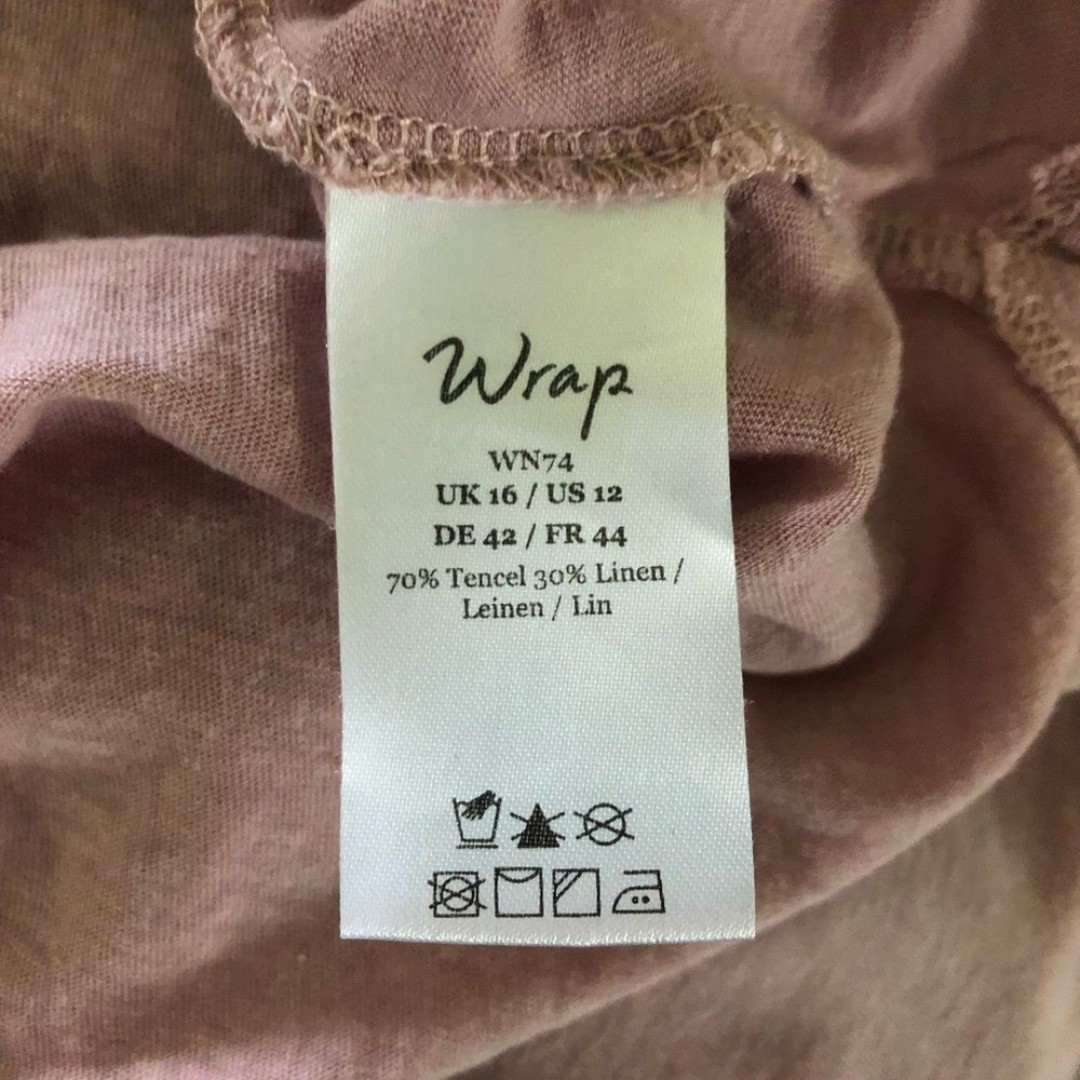 Wrap
WN74
UK 16 / US 12
DE 42 / FR 44
70% Tencel 30% Linen /
Leinen / Lin